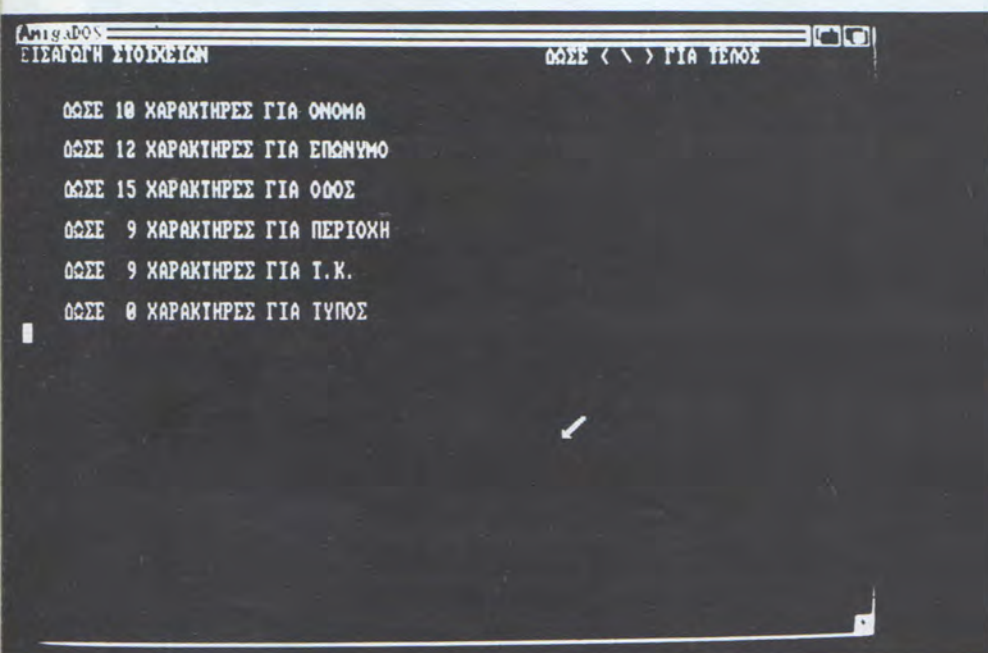 AmigaDOS
ΕΙΣΑΓΩΓΗ ΣΤΟΙΧΕΙΩΝ ΔΩΣΕ < \ > ΓΙΑ ΤΕΛΟΣ
ΔΩΣΕ 10 ΧΑΡΑΚΤΗΡΕΣ ΓΙΑ ΟΝΟΜΑ
ΔΩΣΕ 12 ΧΑΡΑΚΤΗΡΕΣ ΓΙΑ ΕΠΩΝΥΜΟ
ΔΩΣΕ 15 ΧΑΡΑΚΤΗΡΕΣ ΓΙΑ ΟΔΟΣ
ΔΩΣΕ 9 ΧΑΡΑΚΤΗΡΕΣ ΓΙΑ ΠΕΡΙΟΧΗ
ΔΩΣΕ 9 ΧΑΡΑΚΤΗΡΕΣ ΓΙΑ Τ.Κ.
ΔΩΣΕ 0 ΧΑΡΑΚΤΗΡΕΣ ΓΙΑ ΤΥΠΟΣ